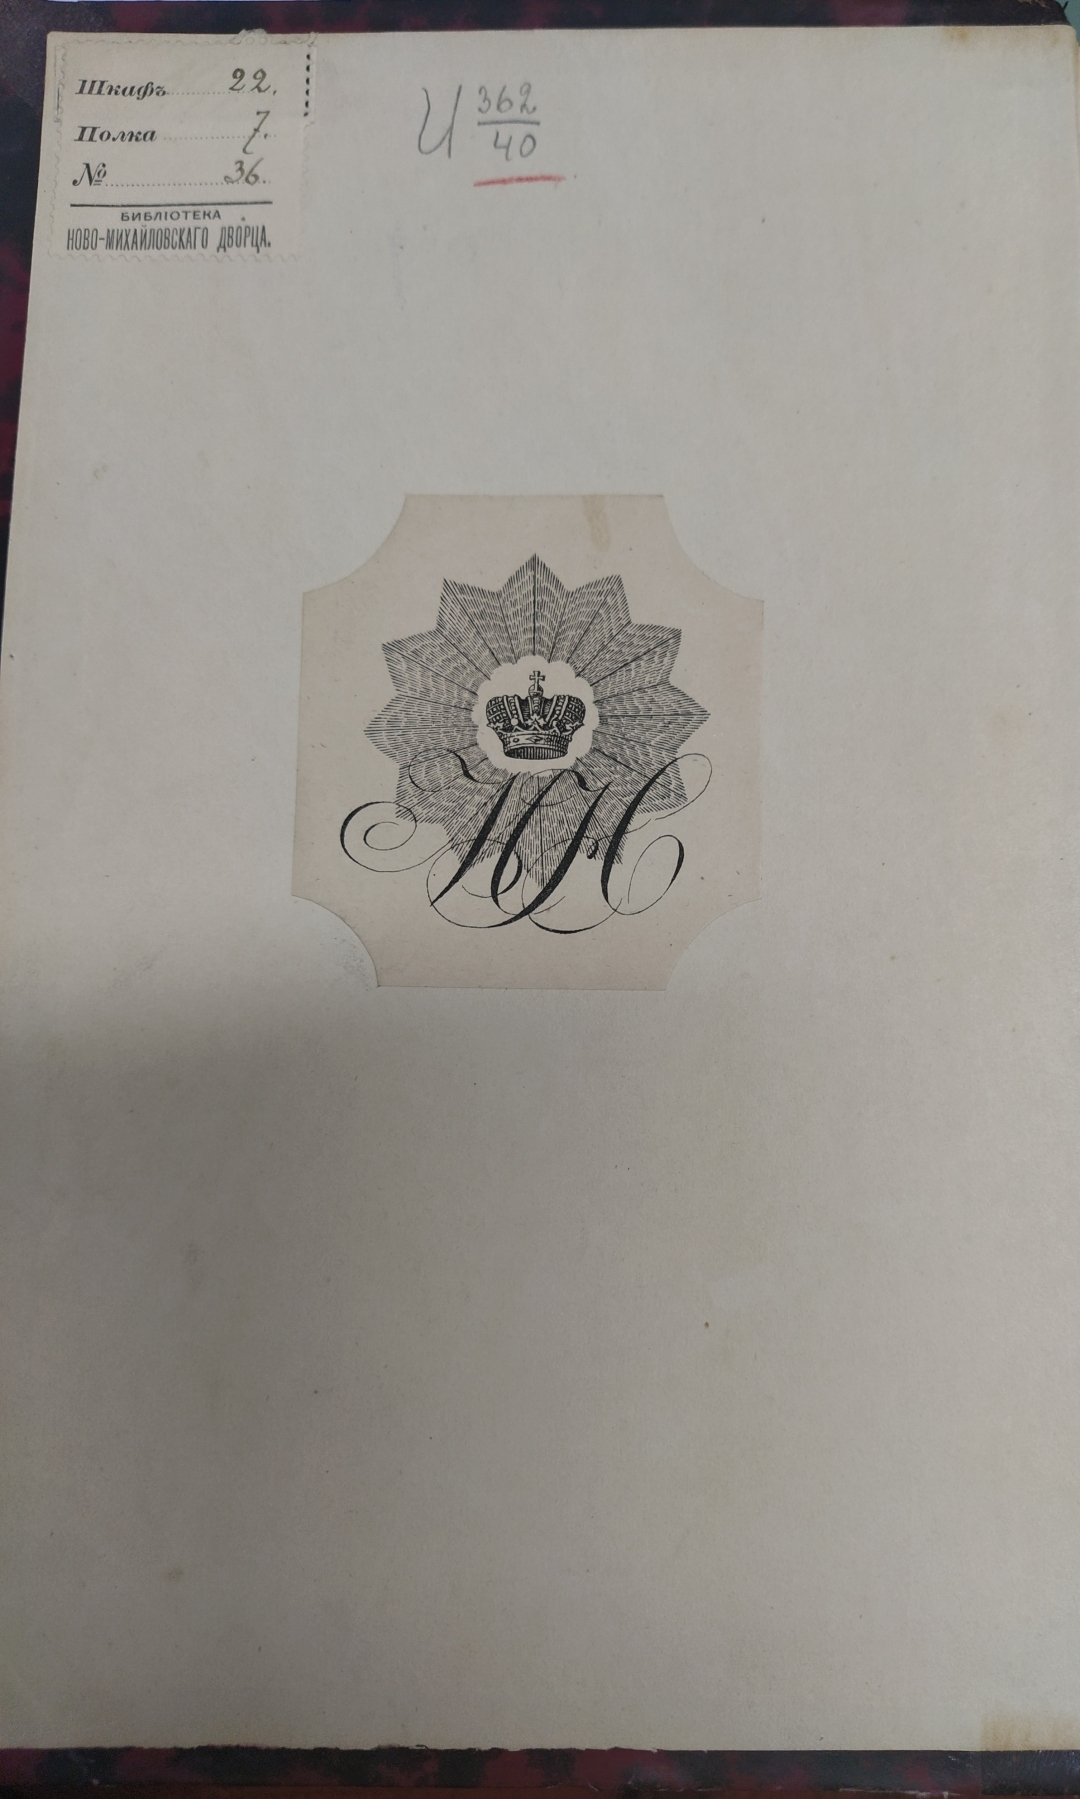 Шкафъ 22.
Полка 7.
№ 36.
БИБЛІОТЕКА
НОВО-МИХАЙЛОВСКАГО ДВОРЦА.
И 362
40